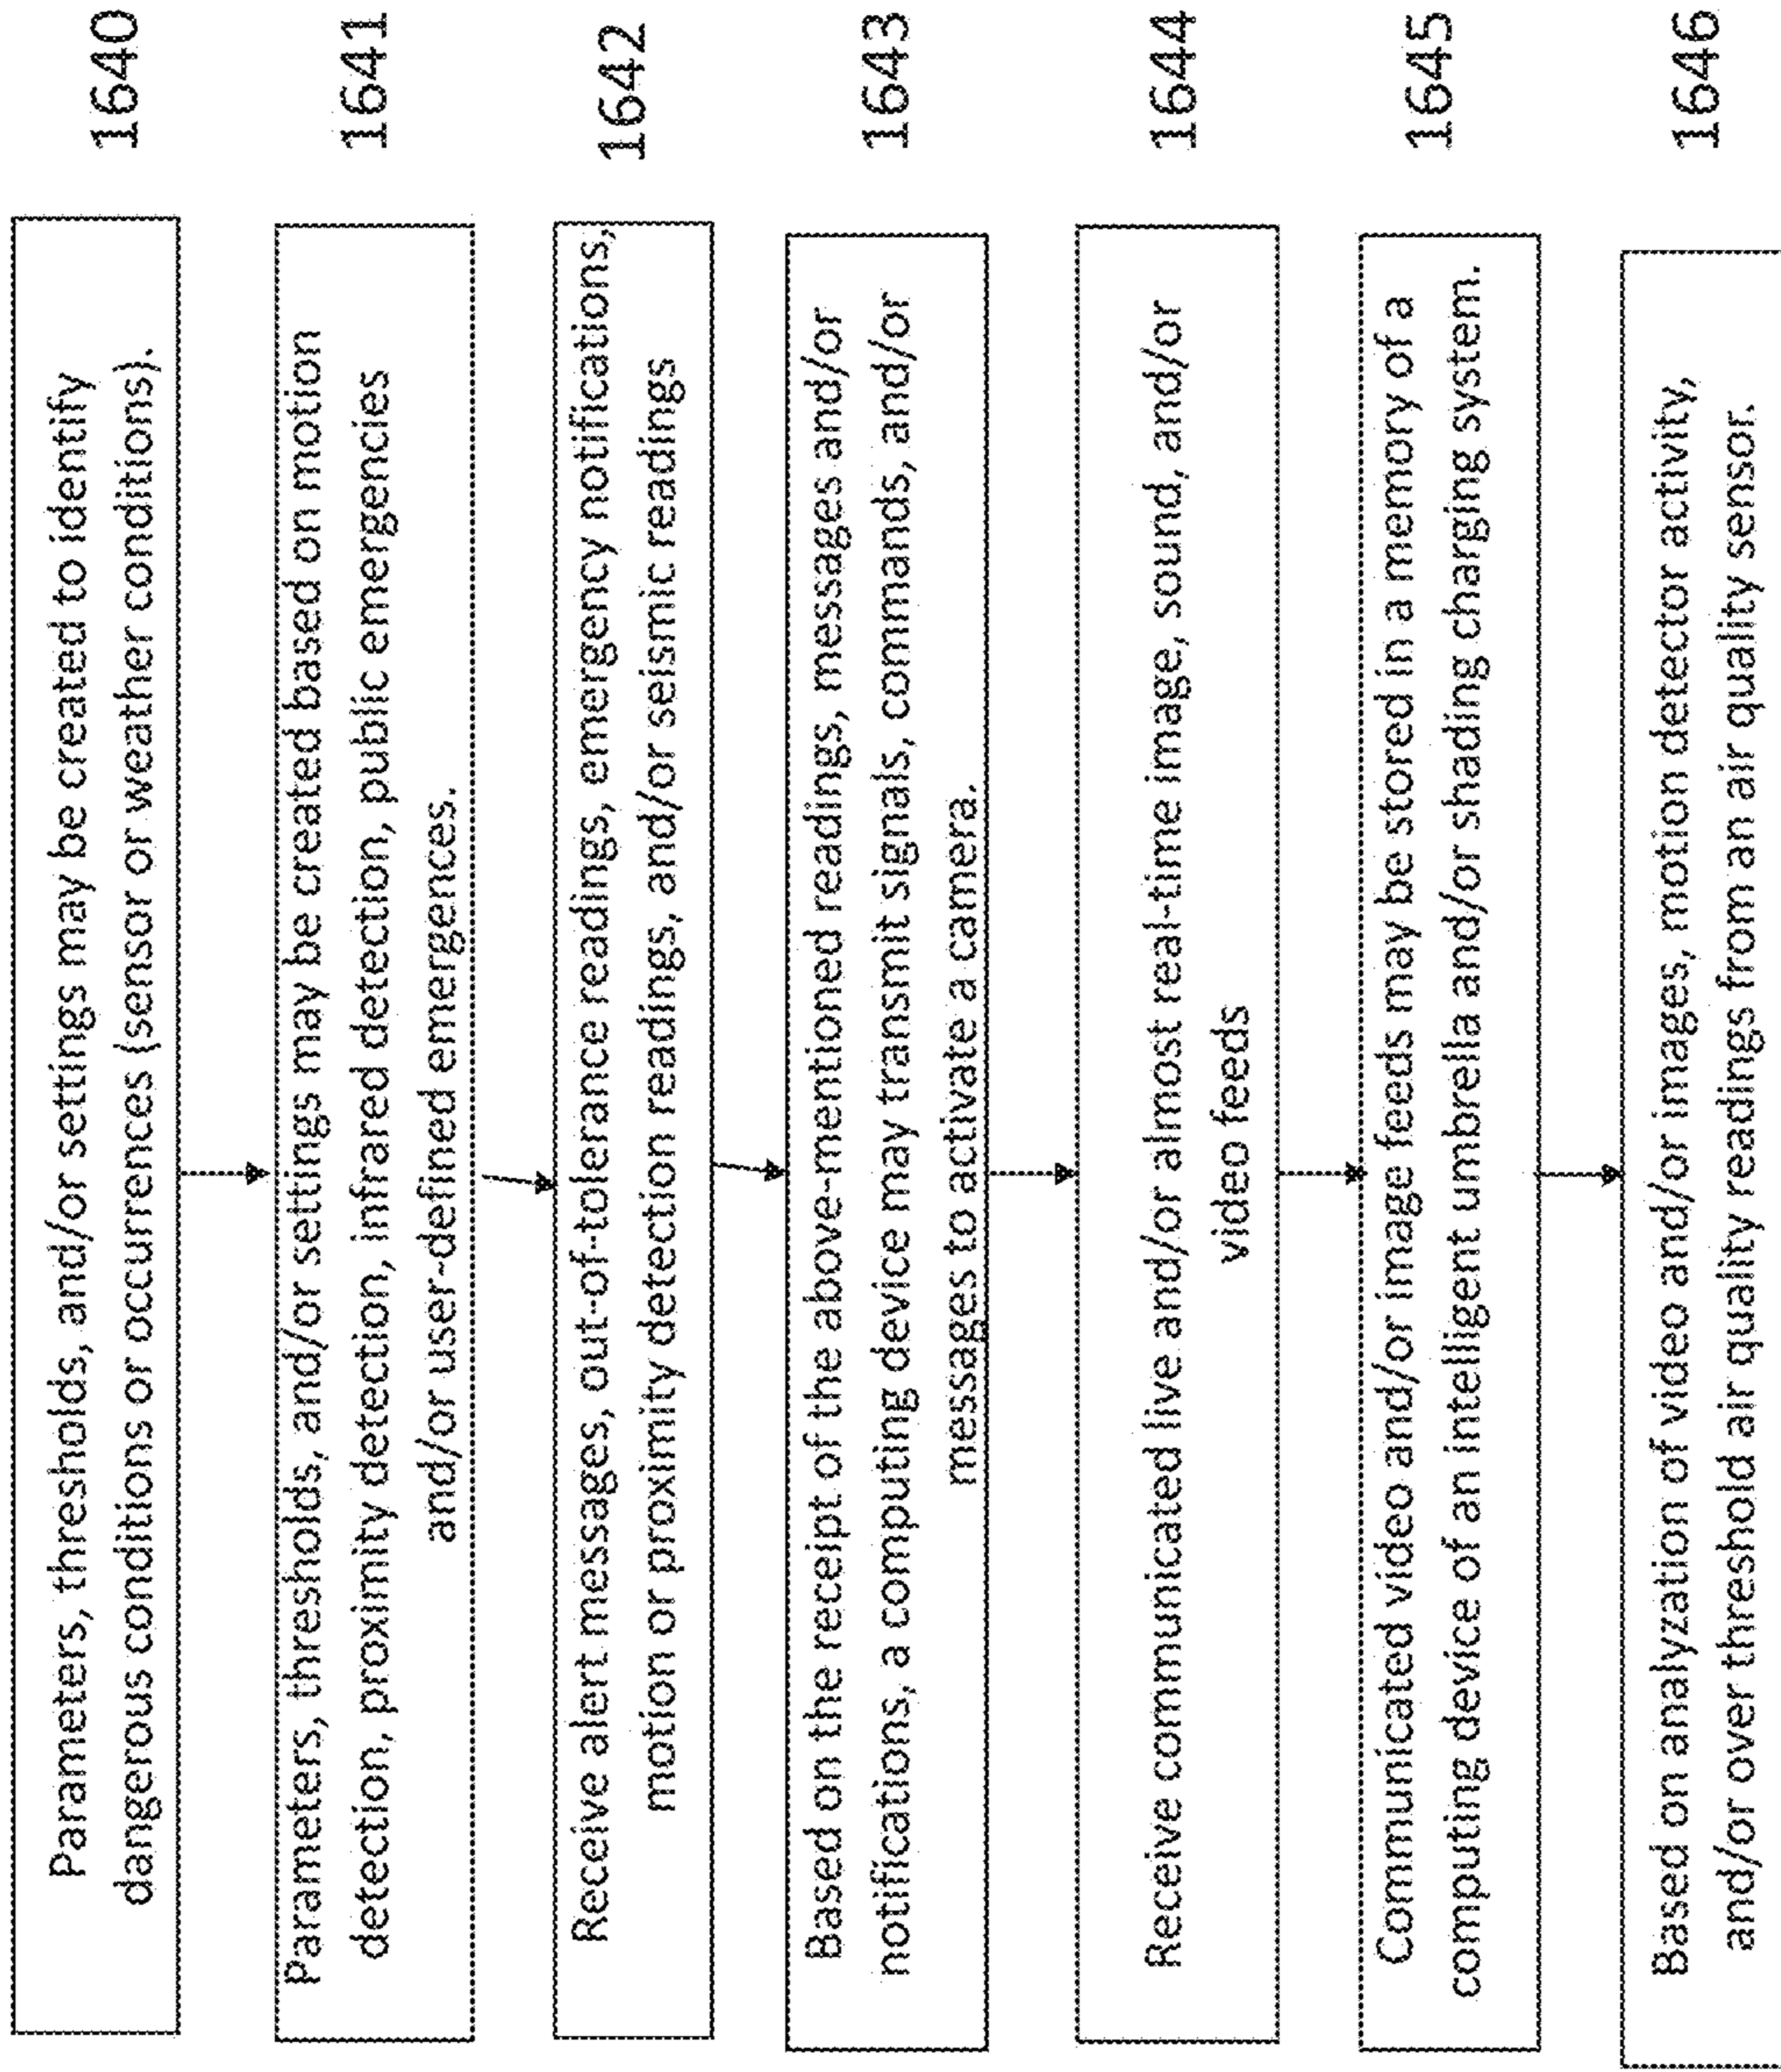 Parameters, thresholds, and/or settings may be created to identify
dangerous conditions or occurrences (sensor or weather conditions).
1640
Parameters, thresholds, and/or settings may be created based on motion
detection, proximity detection, infrared detection, public emergencies
and/or user-defined emergences.
1641
Receive alert messages, out-of-tolerance readings, emergency notifications,
motion or proximity detection readings, and/or seismic readings
1642
Based on the receipt of the above-mentioned readings, messages and/or
notifications, a computing device may transmit signals, commands, and/or
messages to activate a camera.
1643
Receive communicated live and/or almost real-time image, sound, and/or
video feeds
1644
Communicated video and/or image feeds may be stored in a memory of a
computing device of an intelligent umbrella and/or shading charging system.
1645
Based on analyzation of video and/or images, motion detector activity,
and/or over threshold air quality readings from an air quality sensor.
1646